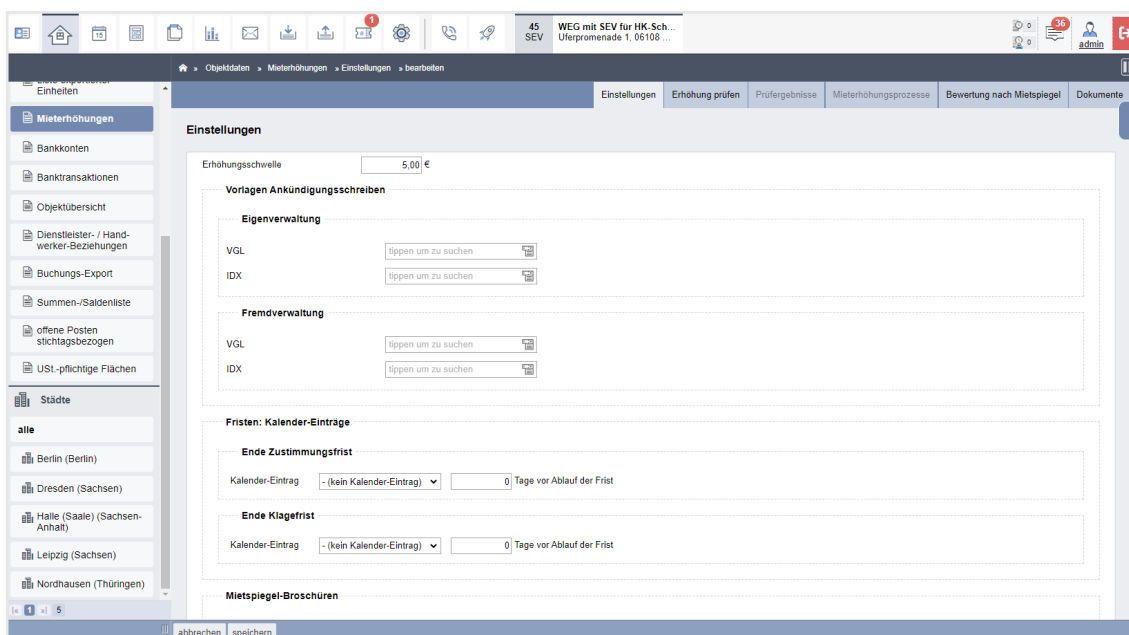 15
1
45
SEV
WEG mit SEV für HK-Sch...
Uferpromenade 1, 06108 ...
0
0
36
admin
» Objektdaten » Mieterhöhungen » Einstellungen » bearbeiten
Einheiten
Mieterhöhungen
Bankkonten
Banktransaktionen
Objektübersicht
Dienstleister- / Hand-
werker-Beziehungen
Buchungs-Export
Summen-/Saldenliste
offene Posten
stichtagsbezogen
USt.-pflichtige Flächen
Städte
alle
Berlin (Berlin)
Dresden (Sachsen)
Halle (Saale) (Sachsen-
Anhalt)
Leipzig (Sachsen)
Nordhausen (Thüringen)
1 5
Einstellungen Erhöhung prüfen Prüfergebnisse Mieterhöhungsprozesse Bewertung nach Mietspiegel Dokumente
Einstellungen
Erhöhungsschwelle 5,00 €
Vorlagen Ankündigungsschreiben
Eigenverwaltung
VGL tippen um zu suchen
IDX tippen um zu suchen
Fremdverwaltung
VGL tippen um zu suchen
IDX tippen um zu suchen
Fristen: Kalender-Einträge
Ende Zustimmungsfrist
Kalender-Eintrag - (kein Kalender-Eintrag) 0 Tage vor Ablauf der Frist
Ende Klagefrist
Kalender-Eintrag - (kein Kalender-Eintrag) 0 Tage vor Ablauf der Frist
Mietspiegel-Broschüren
abbrechen speichern